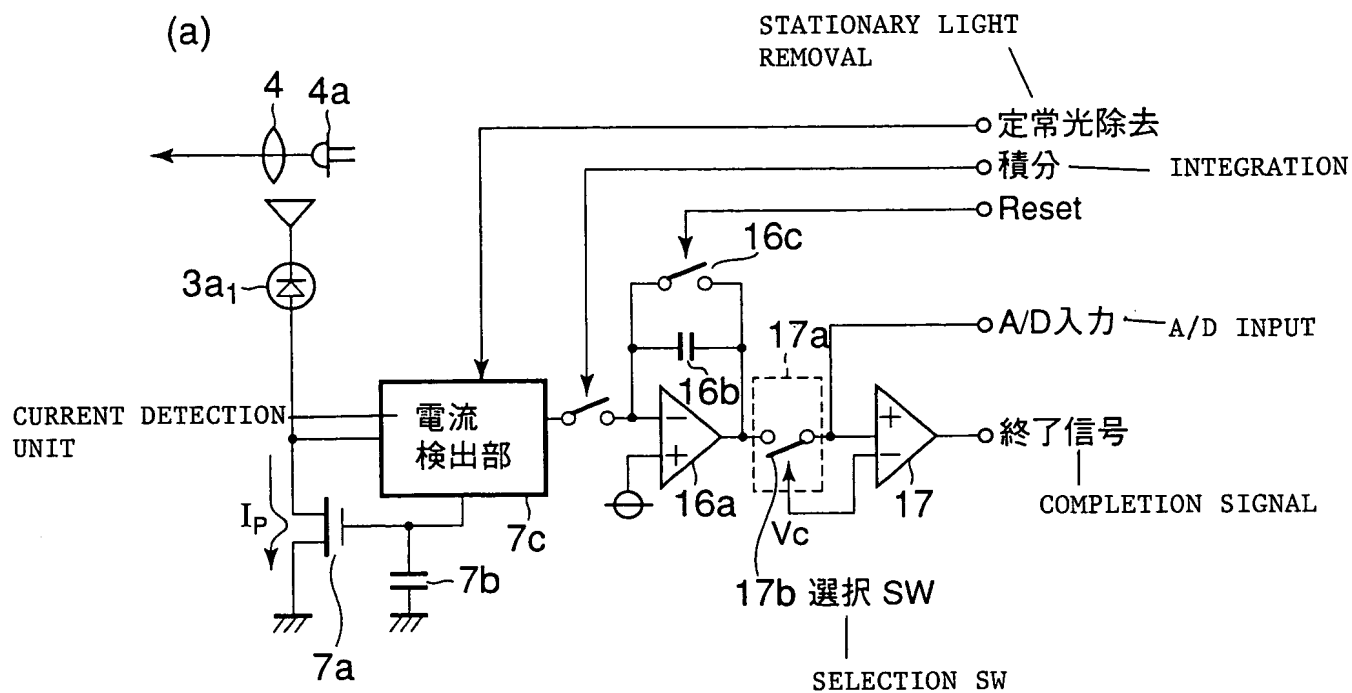 (a)
STATIONARY LIGHT
REMOVAL
4
4a
定常光除去
積分
INTEGRATION
Reset
16c
3a1
A/D入力
A/D INPUT
17a
16b
CURRENT DETECTION
UNIT
電流
検出部
終了信号
16a
17
COMPLETION SIGNAL
IP
7c
Vc
7b
17b 選択 SW
7a
SELECTION SW